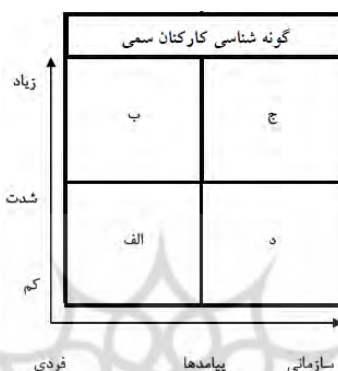 گونه شناسی کارکنان سمی
زیاد
ب
ج
شدت
الف
د
کم
فردی
پیامدها
سازمانی